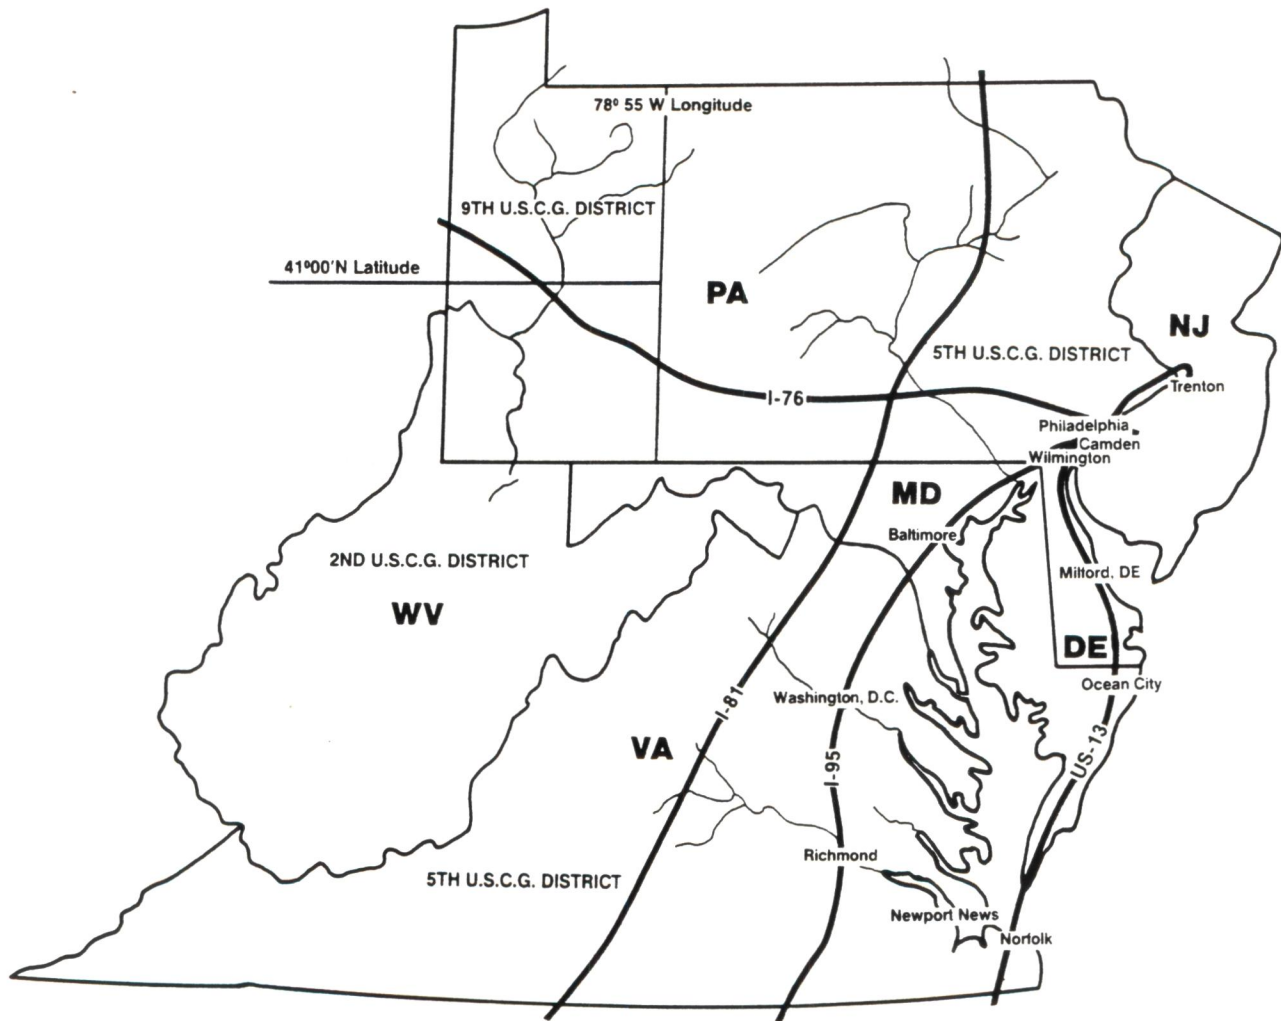 78º 55 W Longitude
9TH U.S.C.G. DISTRICT
41º00'N Latitude
PA
NJ
5TH U.S.C.G. DISTRICT
Trenton
I-76
Philadelphia
Camden
Wilmington
MD
Baltimore
2ND U.S.C.G. DISTRICT
Milford, DE
WV
DE
Ocean City
Washington, D.C.
I-81
VA
US-13
I-95
Richmond
5TH U.S.C.G. DISTRICT
Newport News
Norfolk